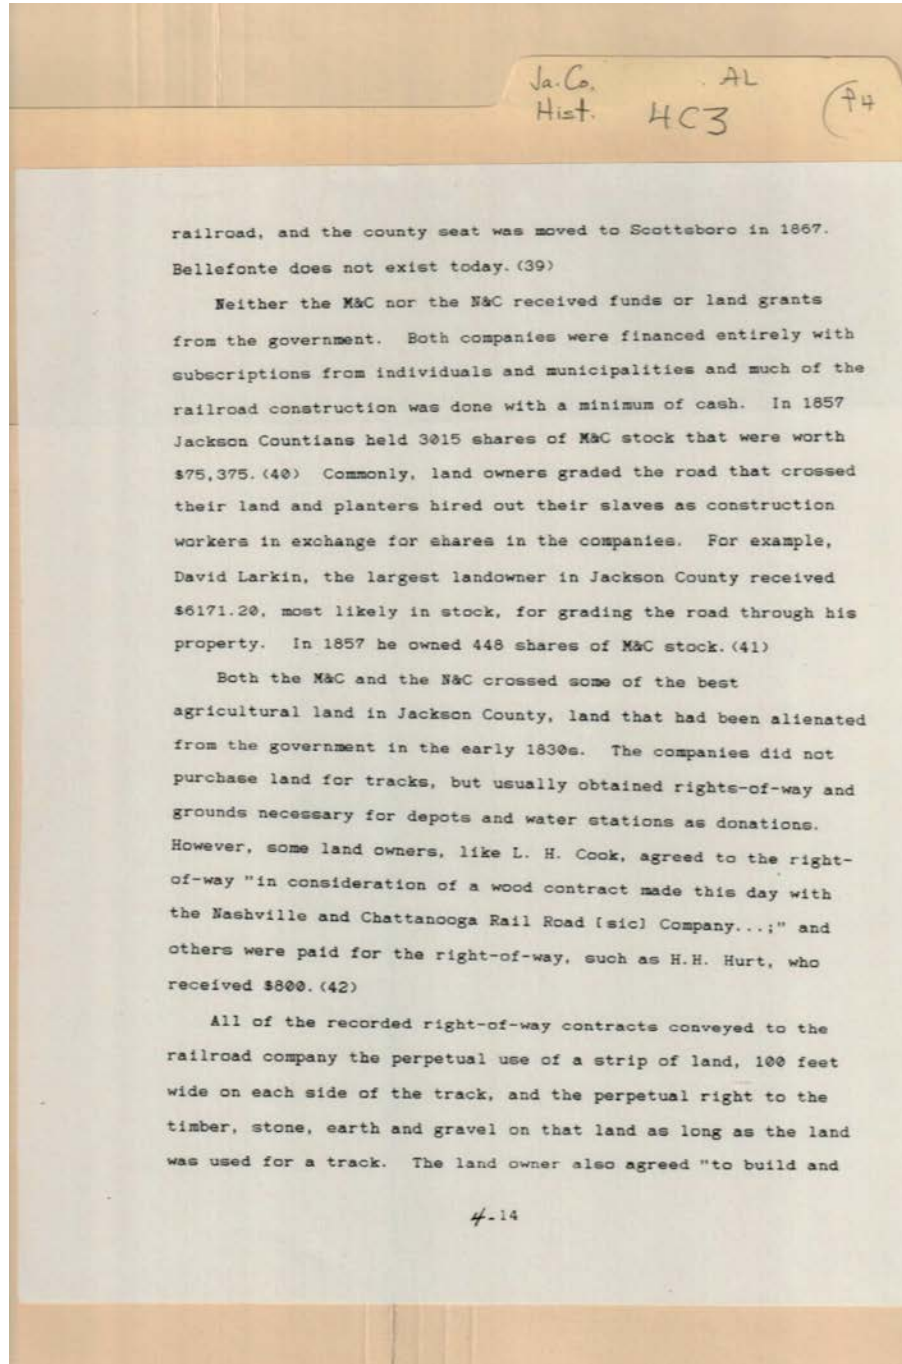 Ja.Co. AL
Hist. 4C3 P4
railroad, and the county seat was moved to Scottsboro in 1867.
Bellefonte does not exist today.(39)
Neither the M&C nor the N&C received funds or land grants
from the government. Both companies were financed entirely with
subscriptions from individuals and municipalities and much of the
railroad construction was done with a minimum of cash. In 1857
Jackson Countians held 3015 shares of M&C stock that were worth
$75,375.(40) Commonly, land owners graded the road that crossed
their land and planters hired out their slaves as construction
workers in exchange for shares in the companies. For example,
David Larkin, the largest landowner in Jackson County received
$6171.20, most likely in stock, for grading the road through his
property. In 1857 he owned 448 shares of M&C stock.(41)
Both the M&C and the N&C crossed some of the best
agricultural land in Jackson County, land that had been alienated
from the government in the early 1830s. The companies did not
purchase land for tracks, but usually obtained rights-of-way and
grounds necessary for depots and water stations as donations.
However, some land owners, like L. H. Cook, agreed to the right-
of-way "in consideration of a wood contract made this day with
the Nashville and Chattanooga Rail Road [sic] Company...;" and
others were paid for the right-of-way, such as H.H. Hurt, who
received $800.(42)
All of the recorded right-of-way contracts conveyed to the
railroad company the perpetual use of a strip of land, 100 feet
wide on each side of the track, and the perpetual right to the
timber, stone, earth and gravel on that land as long as the land
was used for a track. The land owner also agreed "to build and
4-14